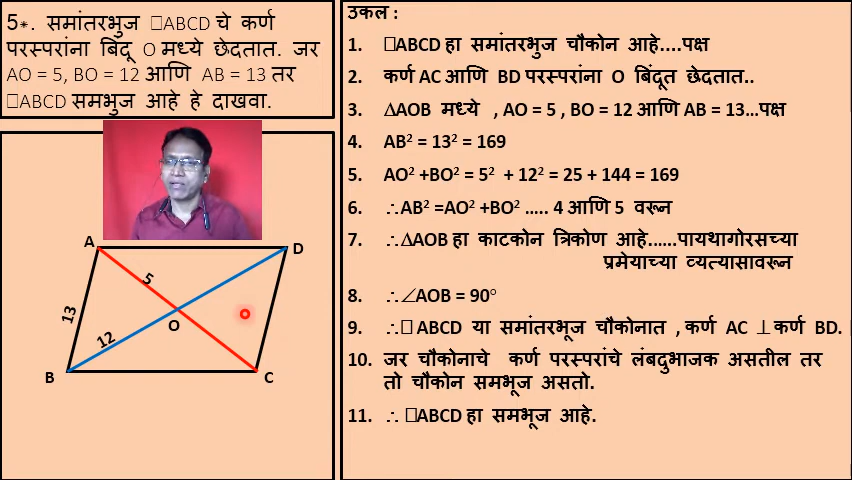 5*. समांतरभुज □ABCD चे कर्ण
परस्परांना बिंदू O मध्ये छेदतात. जर
AO = 5, BO = 12 आणि AB = 13 तर
□ABCD समभुज आहे हे दाखवा.
A
D
5
13
12
O
B
C
उकल :
1. □ABCD हा समांतरभुज चौकोन आहे....पक्ष
2. कर्ण AC आणि BD परस्परांना O बिंदूत छेदतात..
3. ∆AOB मध्ये , AO = 5 , BO = 12 आणि AB = 13...पक्ष
4. AB² = 13² = 169
5. AO² +BO² = 5² + 12² = 25 + 144 = 169
6. ∴AB² =AO² +BO² ..... 4 आणि 5 वरून
7. ∴∆AOB हा काटकोन त्रिकोण आहे......पायथागोरसच्या
प्रमेयाच्या व्यत्यासावरून
8. ∴∠AOB = 90°
9. ∴□ ABCD या समांतरभूज चौकोनात , कर्ण AC ⊥ कर्ण BD.
10. जर चौकोनाचे कर्ण परस्परांचे लंबदुभाजक असतील तर
तो चौकोन समभूज असतो.
11. ∴ □ABCD हा समभूज आहे.